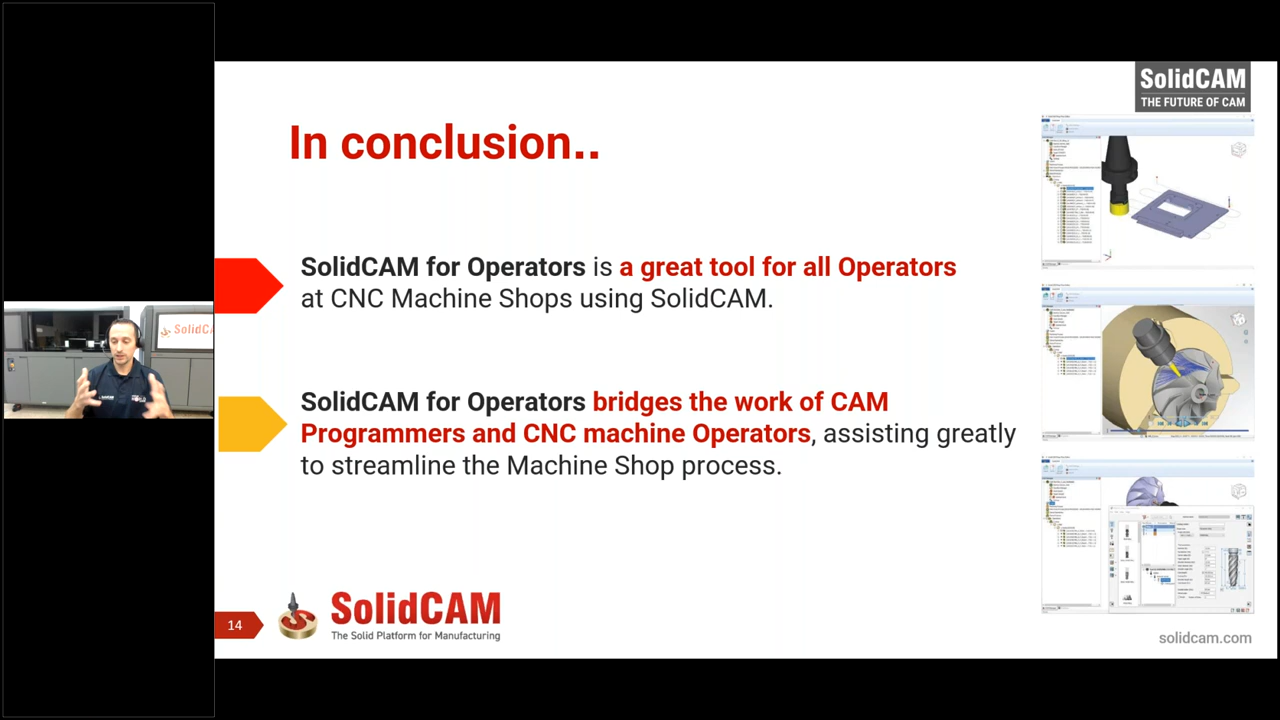 SolidCAM
THE FUTURE OF CAM
In conclusion..
SolidCAM for Operators is a great tool for all Operators
at CNC Machine Shops using SolidCAM.
SolidCAM for Operators bridges the work of CAM
Programmers and CNC machine Operators, assisting greatly
to streamline the Machine Shop process.
14
SolidCAM
The Solid Platform for Manufacturing
solidcam.com